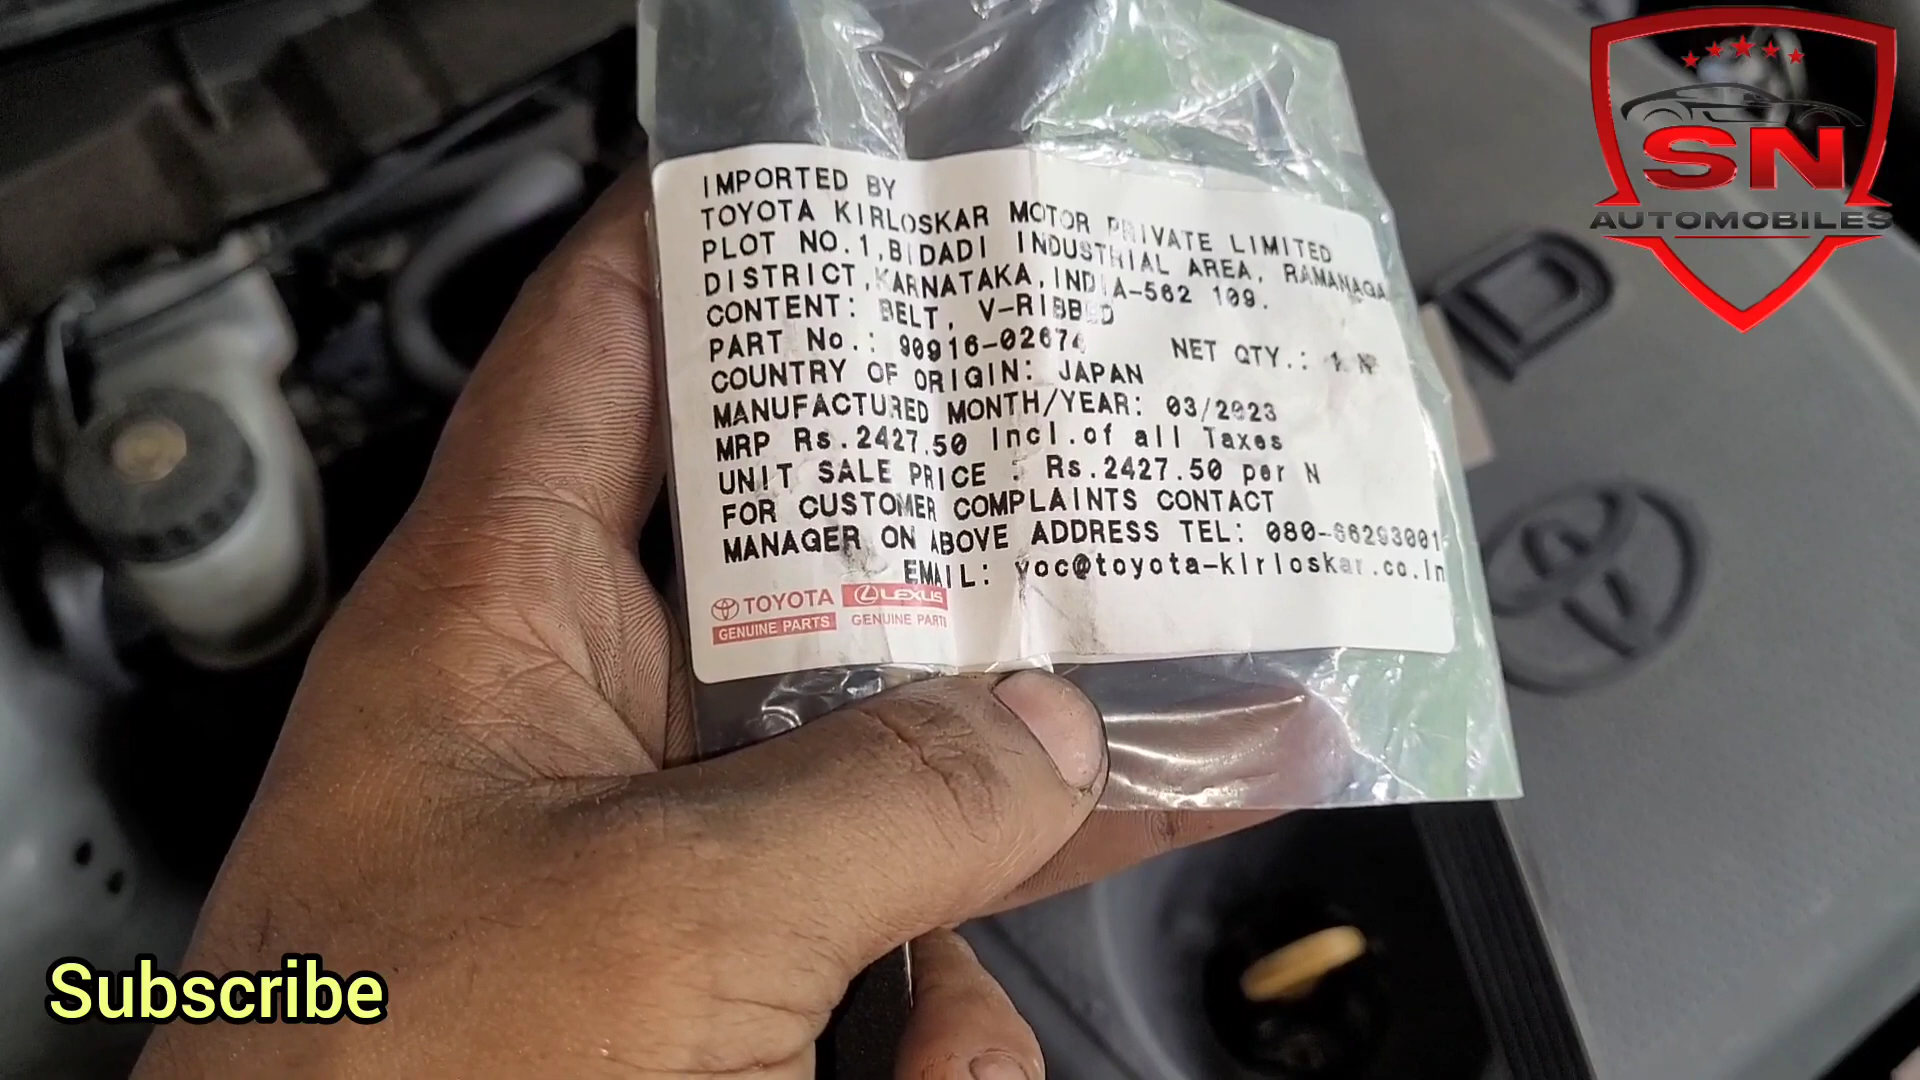 IMPORTED BY
TOYOTA KIRLOSKAR MOTOR PRIVATE LIMITED
PLOT NO.1,BIDADI INDUSTRIAL AREA, RAMANAGA
DISTRICT,KARNATAKA,INDIA-562 109.
CONTENT: BELT, V-RIBBED
PART No.: NET QTY.: 1 N
COUNTRY OF ORIGIN: JAPAN
MANUFACTURED MONTH/YEAR: 03/2023
MRP Rs.2427.50 Incl.of all Taxes
UNIT SALE PRICE : Rs.2427.50 per N
FOR CUSTOMER COMPLAINTS CONTACT
MANAGER ON ABOVE ADDRESS TEL: 080-66293001
EMAIL: voc@toyota-kirloskar.co.in
TOYOTA LEXUS
GENUINE PARTS GENUINE PARTS
SN
AUTOMOBILES
D
Subscribe